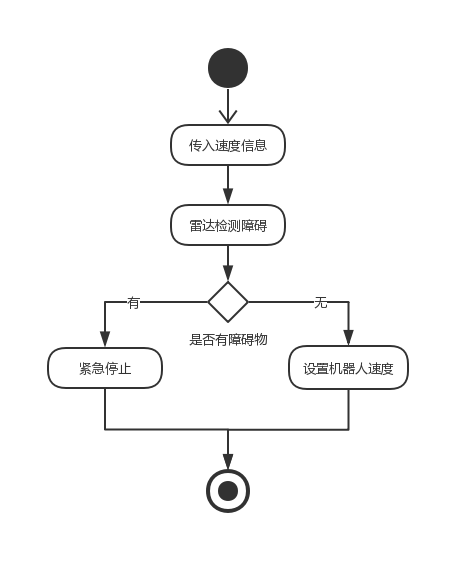 传入速度信息
雷达检测障碍
有
无
是否有障碍物
紧急停止
设置机器人速度